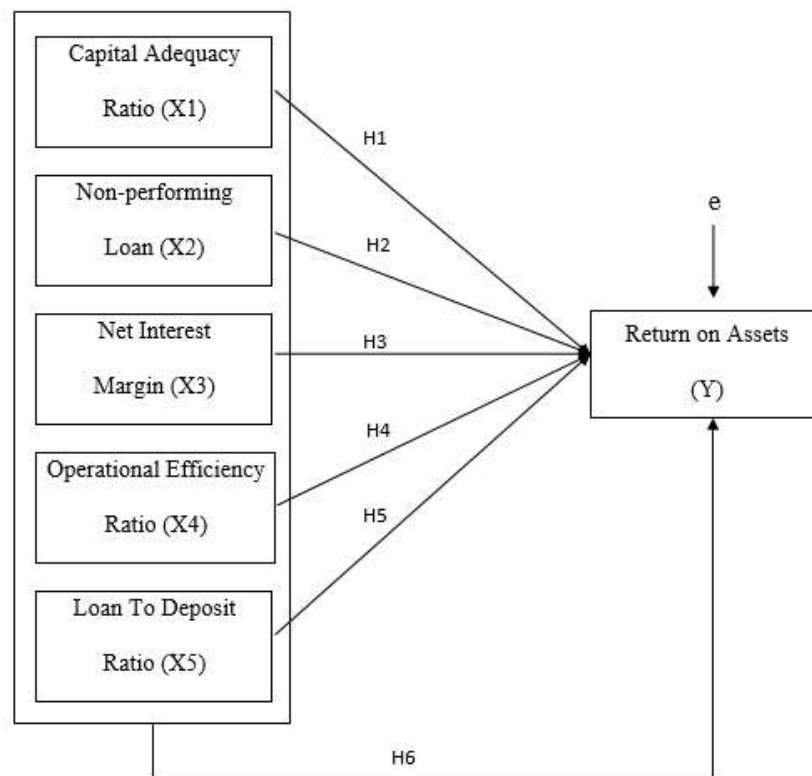 Capital Adequacy
Ratio (X1)
H1
Non-performing
Loan (X2)
H2
e
Net Interest
Margin (X3)
H3
Return on Assets
(Y)
Operational Efficiency
Ratio (X4)
H4
H5
Loan To Deposit
Ratio (X5)
H6